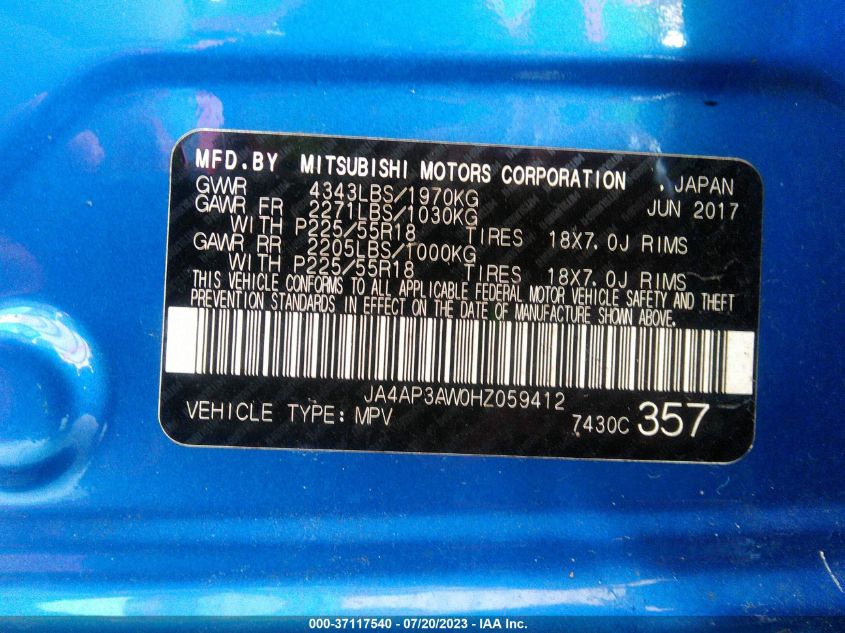 MFD.BY MITSUBISHI MOTORS CORPORATION , JAPAN
GVWR 4343LBS/1970KG JUN 2017
GAWR FR 2271LBS/1030KG
WITH P225/55R18 TIRES 18X7.0J RIMS
GAWR RR 2205LBS/1000KG
WITH P225/55R18 TIRES 18X7.0J RIMS
THIS VEHICLE CONFORMS TO ALL APPLICABLE FEDERAL MOTOR VEHICLE SAFETY AND THEFT
PREVENTION STANDARDS IN EFFECT ON THE DATE OF MANUFACTURE SHOWN ABOVE.
JA4AP3AW0HZ059412
VEHICLE TYPE: MPV 7430C 357
000-37117540 - 07/20/2023 - IAA Inc.